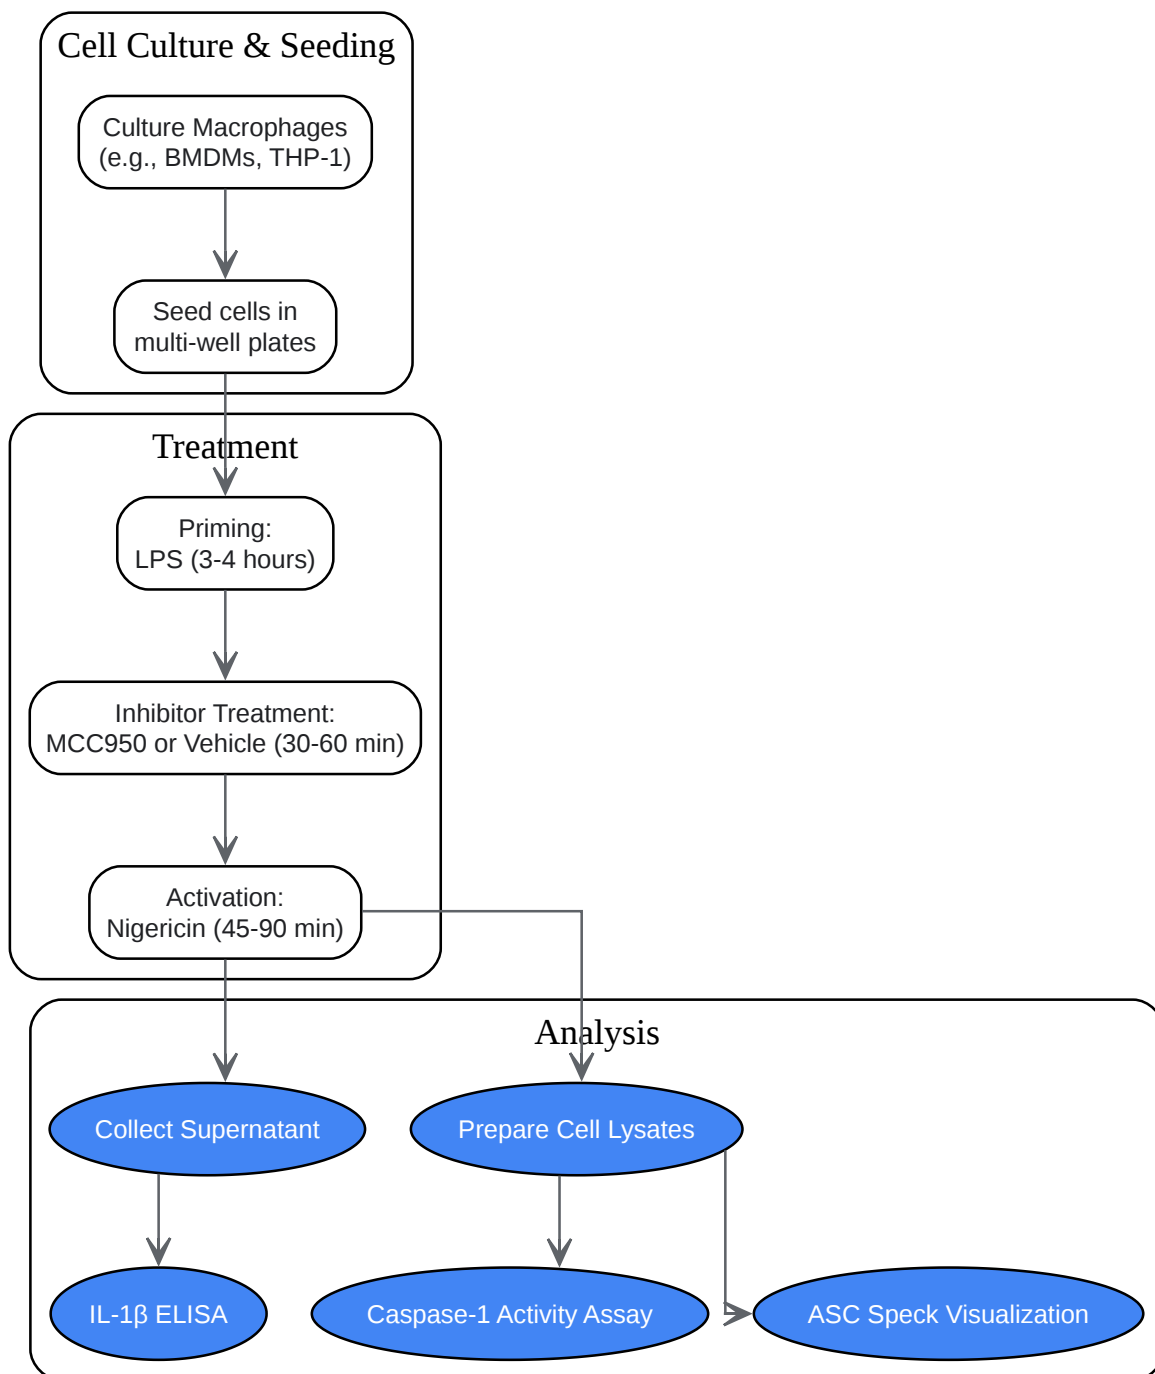 Cell Culture & Seeding
Culture Macrophages
(e.g., BMDMs, THP-1)
Seed cells in
multi-well plates
Treatment
Priming:
LPS (3-4 hours)
Inhibitor Treatment:
MCC950 or Vehicle (30-60 min)
Activation:
Nigericin (45-90 min)
Analysis
Collect Supernatant
Prepare Cell Lysates
IL-1β ELISA
Caspase-1 Activity Assay
ASC Speck Visualization